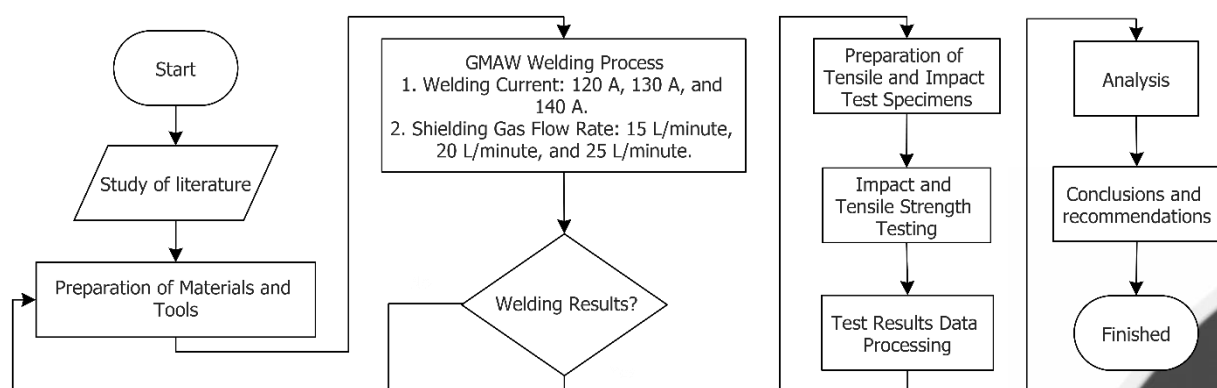 Start
Study of literature
Preparation of Materials and
Tools
GMAW Welding Process
1. Welding Current: 120 A, 130 A, and
140 A.
2. Shielding Gas Flow Rate: 15 L/minute,
20 L/minute, and 25 L/minute.
Welding Results?
Preparation of
Tensile and Impact
Test Specimens
Impact and
Tensile Strength
Testing
Test Results Data
Processing
Analysis
Conclusions and
recommendations
Finished